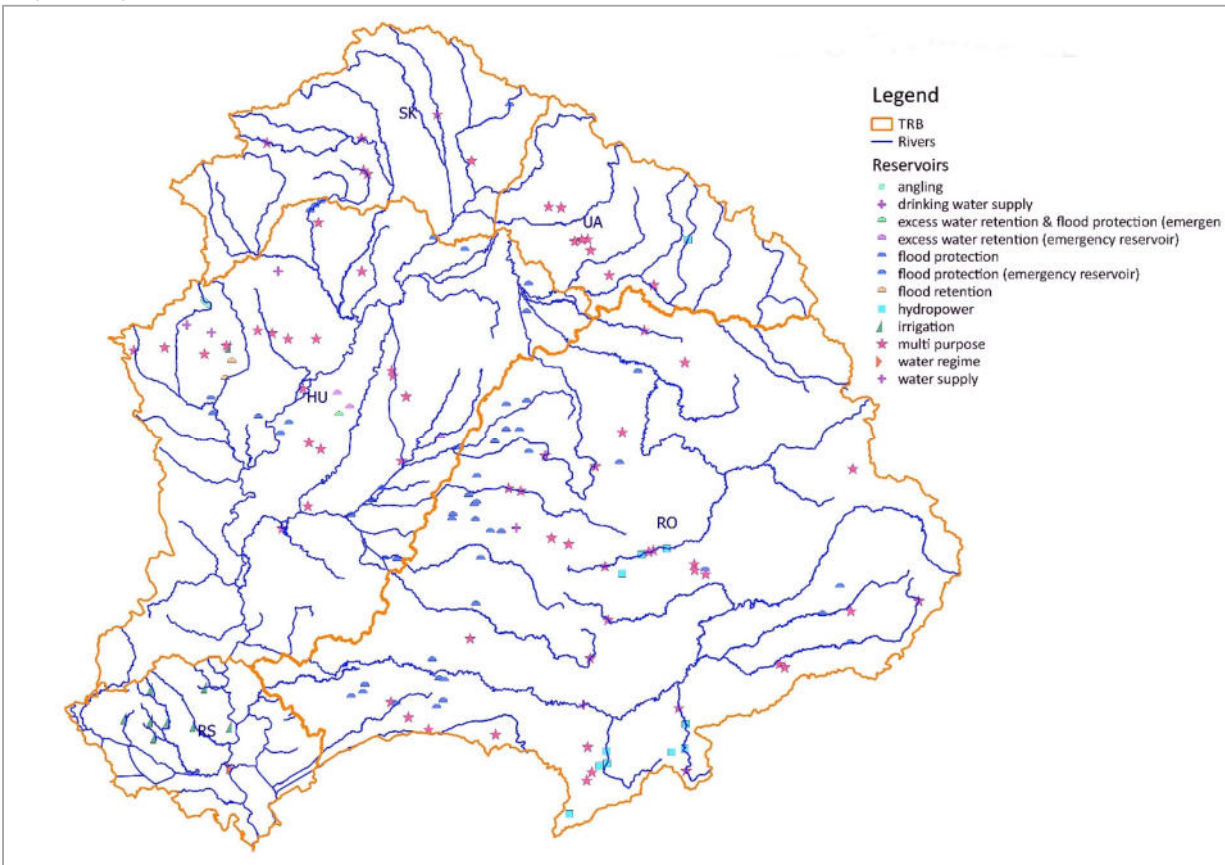 SK
UA
HU
RO
RS
Legend
TRB
Rivers
Reservoirs
angling
drinking water supply
excess water retention & flood protection (emergen
excess water retention (emergency reservoir)
flood protection
flood protection (emergency reservoir)
flood retention
hydropower
irrigation
multi purpose
water regime
water supply